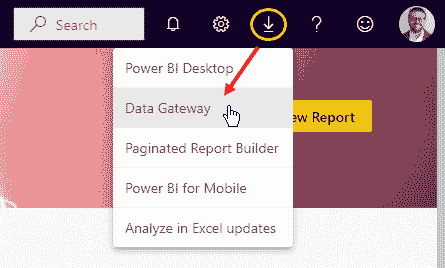 Search
Power BI Desktop
Data Gateway
ew Report
Paginated Report Builder
Power BI for Mobile
Analyze in Excel updates